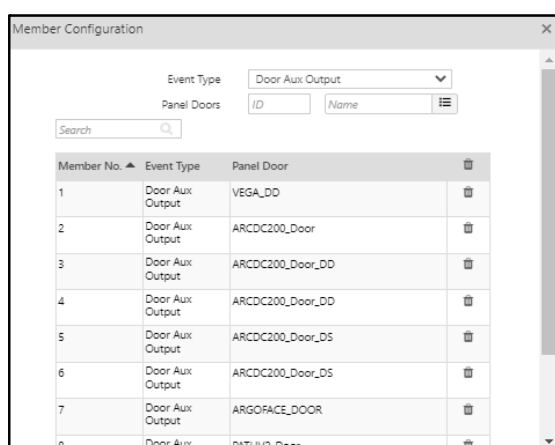 Member Configuration
Event Type Door Aux Output
Panel Doors ID Name
Search
Member No. Event Type Panel Door
1 Door Aux Output VEGA_DD
2 Door Aux Output ARCDC200_Door
3 Door Aux Output ARCDC200_Door_DD
4 Door Aux Output ARCDC200_Door_DD
5 Door Aux Output ARCDC200_Door_DS
6 Door Aux Output ARCDC200_Door_DS
7 Door Aux Output ARGOFACE_DOOR
Door Aux